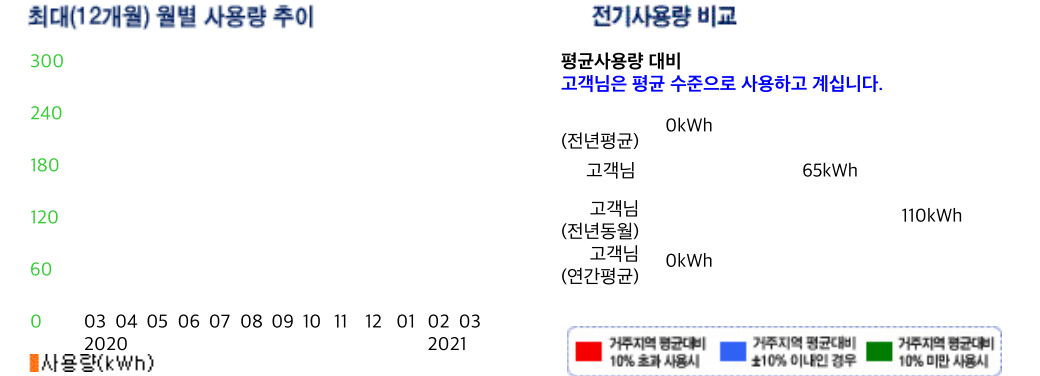 최대(12개월) 월별 사용량 추이
300
240
180
120
60
0
03 04 05 06 07 08 09 10 11 12 01 02 03
2020 2021
사용량(kWh)
전기사용량 비교
평균사용량 대비
고객님은 평균 수준으로 사용하고 계십니다.
0kWh
(전년평균)
고객님 65kWh
고객님
(전년동월) 110kWh
고객님
(연간평균) 0kWh
거주지역 평균대비
10% 초과 사용시
거주지역 평균대비
±10% 이내인 경우
거주지역 평균대비
10% 미만 사용시